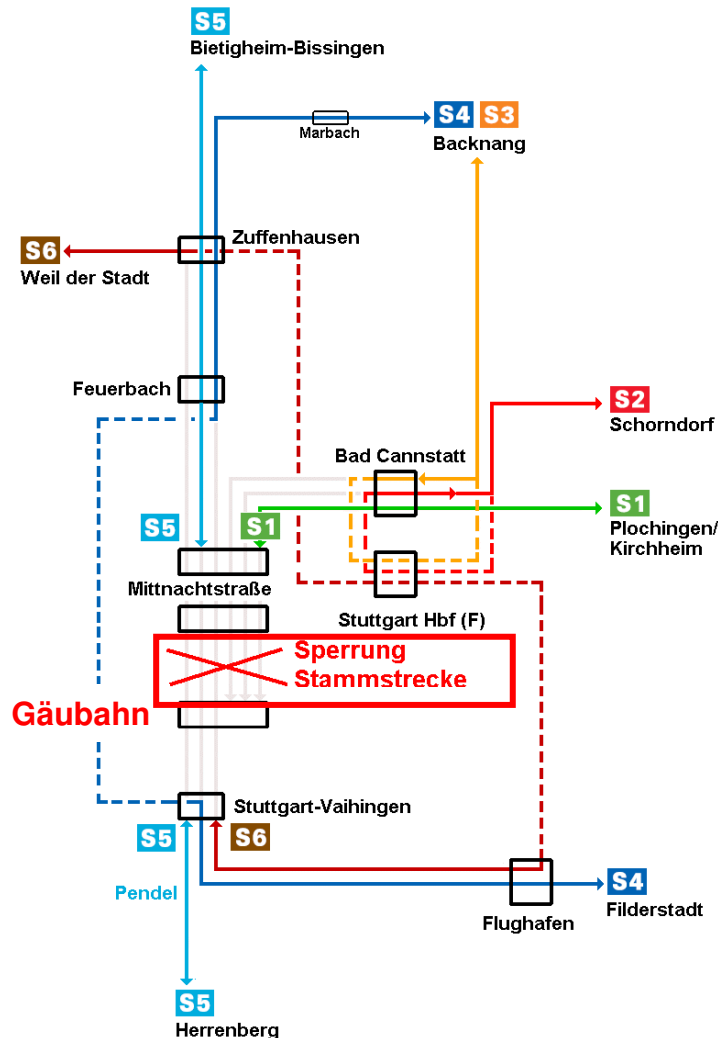 S5
Bietigheim-Bissingen
S4 S3
Marbach
Backnang
Zuffenhausen
S6
Weil der Stadt
Feuerbach
S2
Schorndorf
Bad Cannstatt
S5 S1
S1
Plochingen/
Kirchheim
Mittnachtstraße
Stuttgart Hbf (F)
Sperrung
Stammstrecke
Gäubahn
Stuttgart-Vaihingen
S5 S6
Pendel
S4
Flughafen
Filderstadt
S5
Herrenberg